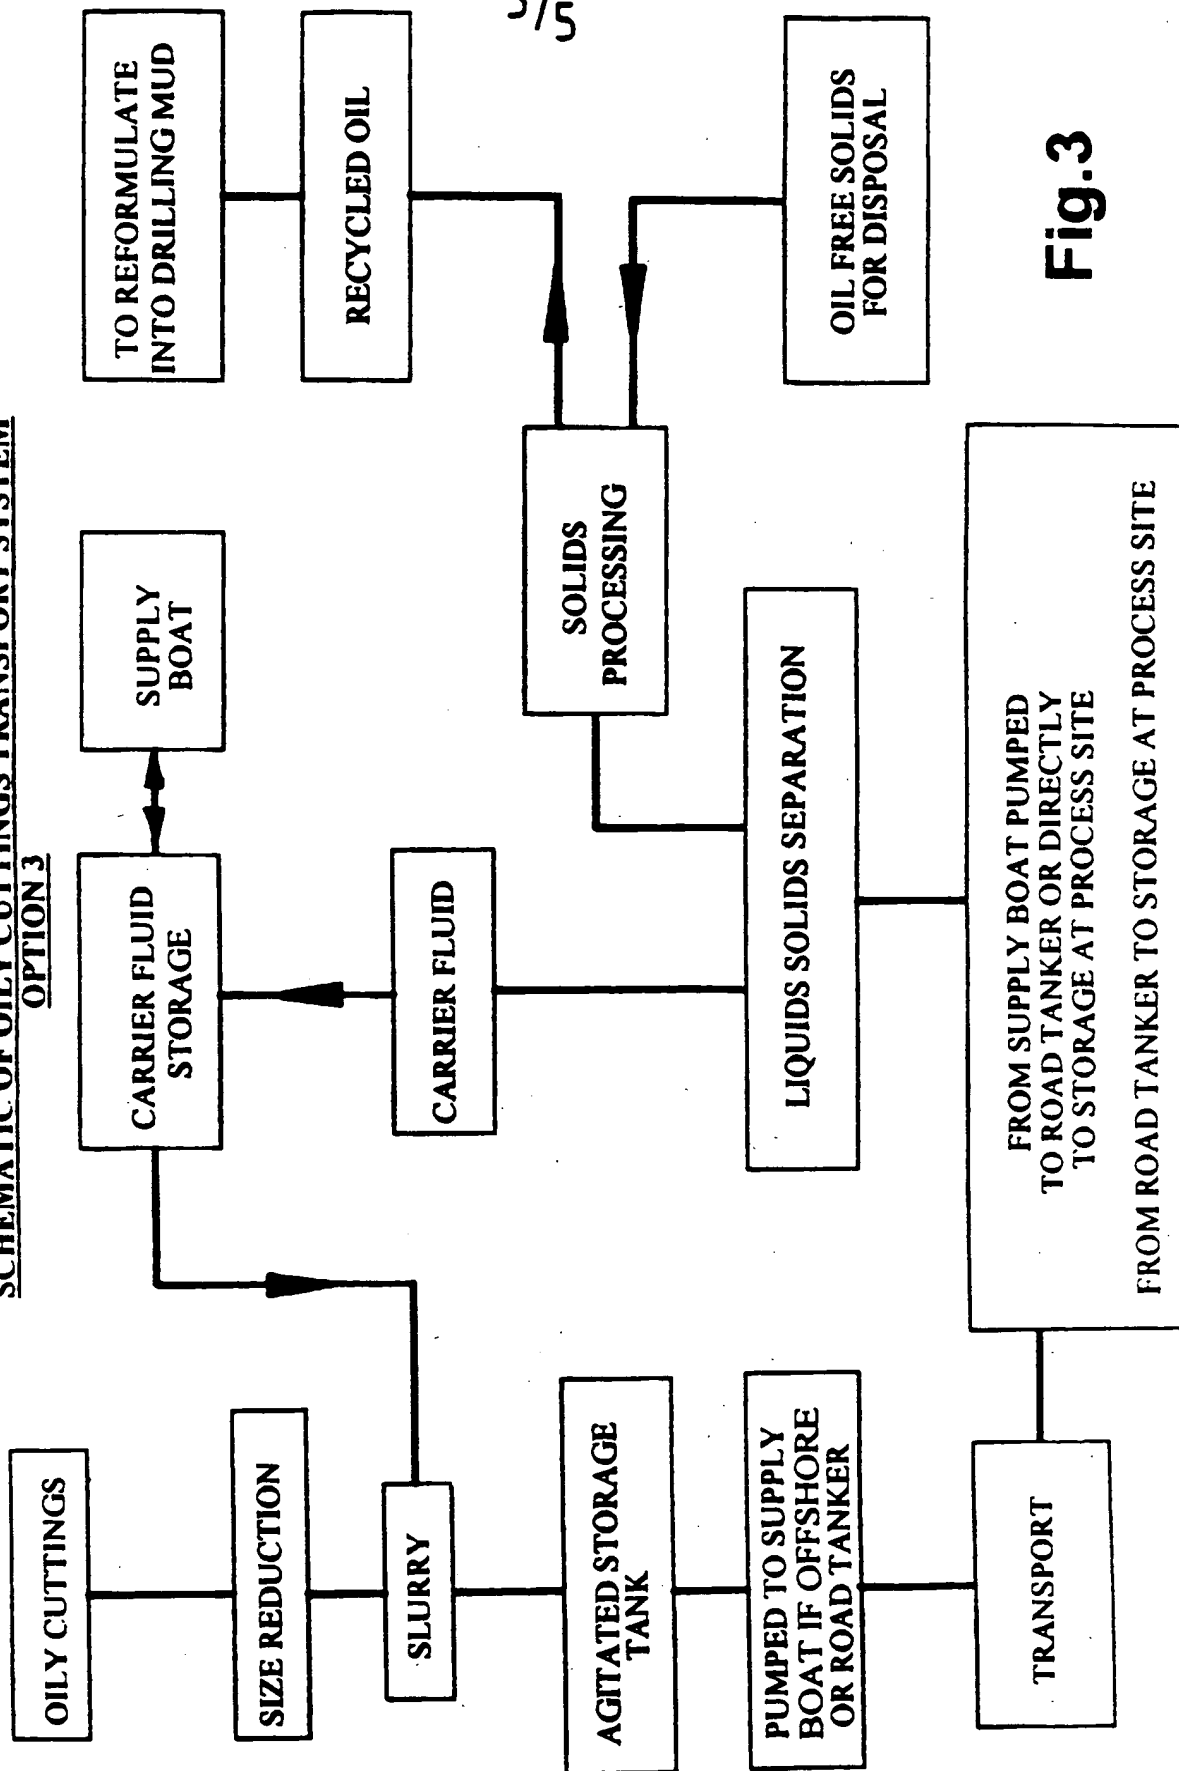 SCHEMATIC OF OILY CUTTINGS TRANSPORT SYSTEM
OPTION 3
OILY CUTTINGS
SIZE REDUCTION
SLURRY
AGITATED STORAGE
TANK
PUMPED TO SUPPLY
BOAT IF OFFSHORE
OR ROAD TANKER
TRANSPORT
CARRIER FLUID
STORAGE
SUPPLY
BOAT
CARRIER FLUID
LIQUIDS SOLIDS SEPARATION
FROM SUPPLY BOAT PUMPED
TO ROAD TANKER OR DIRECTLY
TO STORAGE AT PROCESS SITE
FROM ROAD TANKER TO STORAGE AT PROCESS SITE
SOLIDS
PROCESSING
TO REFORMULATE
INTO DRILLING MUD
RECYCLED OIL
OIL FREE SOLIDS
FOR DISPOSAL
Fig.3